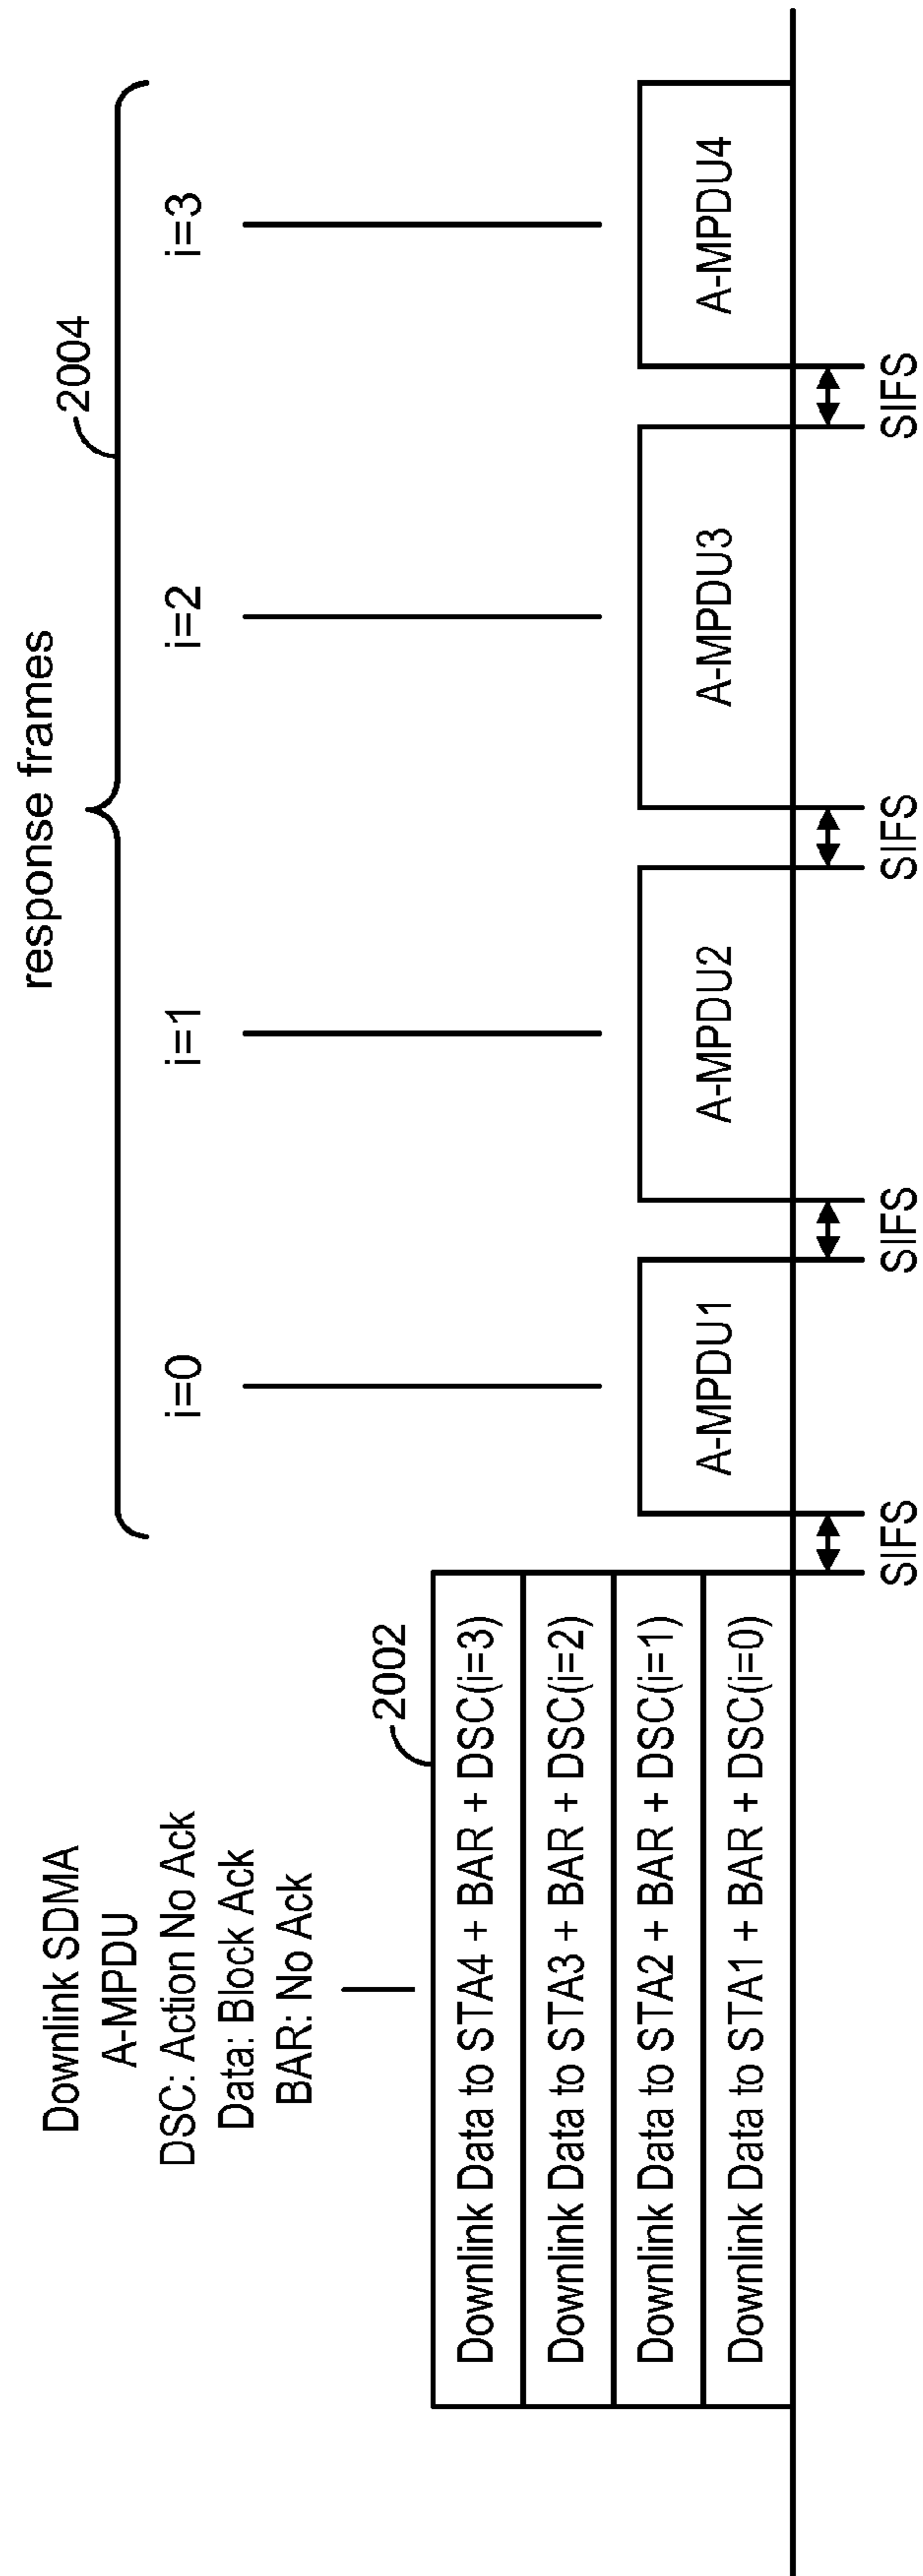 Downlink SDMA
A-MPDU
DSC: Action No Ack
Data: Block Ack
BAR: No Ack
2002
Downlink Data to STA4 + BAR + DSC(i=3)
Downlink Data to STA3 + BAR + DSC(i=2)
Downlink Data to STA2 + BAR + DSC(i=1)
Downlink Data to STA1 + BAR + DSC(i=0)
response frames
2004
i=0
i=1
i=2
i=3
A-MPDU1
A-MPDU2
A-MPDU3
A-MPDU4
SIFS
SIFS
SIFS
SIFS